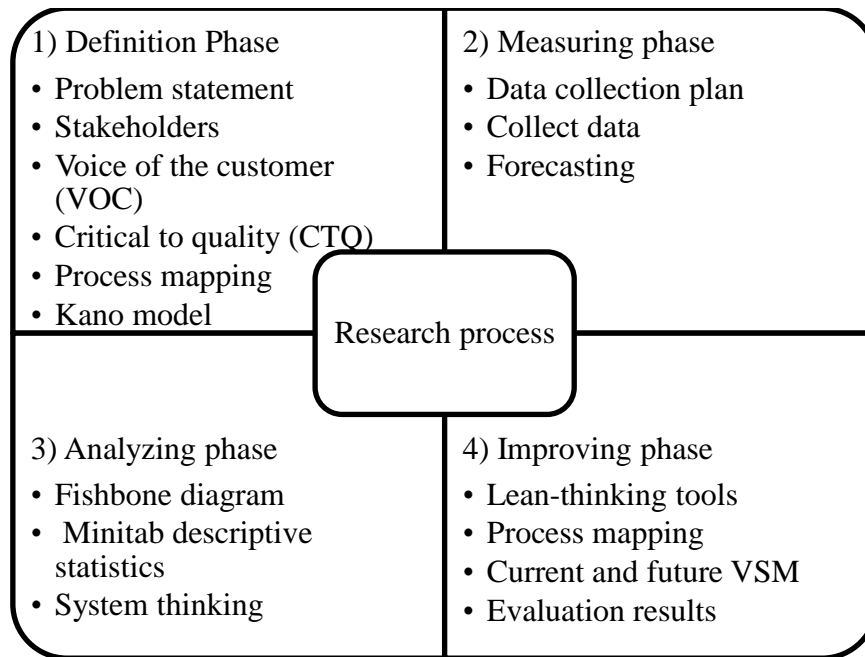 1) Definition Phase
• Problem statement
• Stakeholders
• Voice of the customer
(VOC)
• Critical to quality (CTQ)
• Process mapping
• Kano model
2) Measuring phase
• Data collection plan
• Collect data
• Forecasting
Research process
3) Analyzing phase
• Fishbone diagram
• Minitab descriptive
statistics
• System thinking
4) Improving phase
• Lean-thinking tools
• Process mapping
• Current and future VSM
• Evaluation results